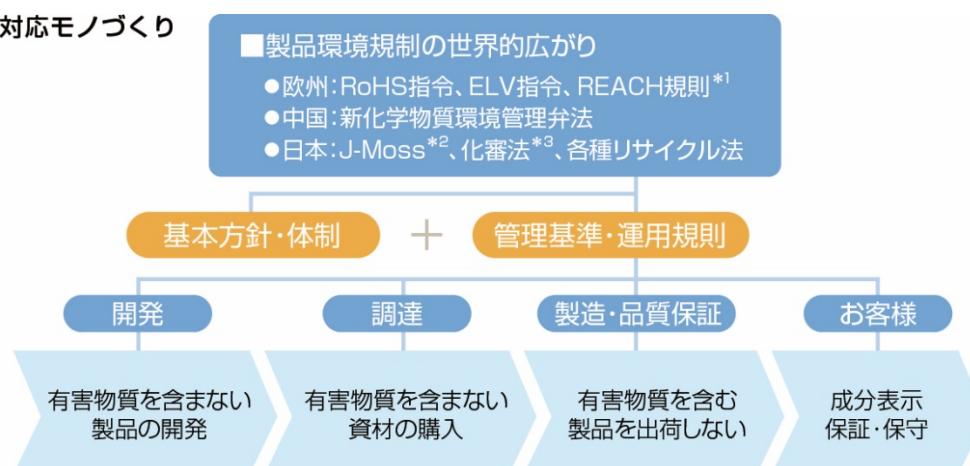 対応モノづくり
■製品環境規制の世界的広がり
●欧州：RoHS指令、ELV指令、REACH規則*1
●中国：新化学物質環境管理弁法
●日本：J-Moss*2、化審法*3、各種リサイクル法
基本方針・体制 + 管理基準・運用規則
開発
調達
製造・品質保証
お客様
有害物質を含まない
製品の開発
有害物質を含まない
資材の購入
有害物質を含む
製品を出荷しない
成分表示
保証・保守